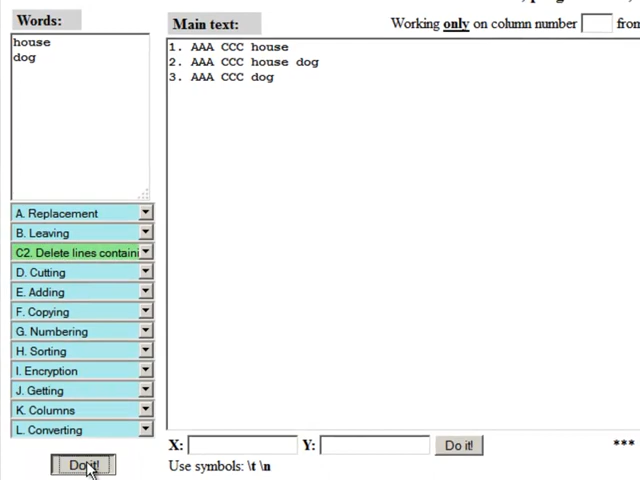 Words:
house
dog
Main text:
Working only on column number
from
1. AAA CCC house
2. AAA CCC house dog
3. AAA CCC dog
A. Replacement
B. Leaving
C2. Delete lines containi
D. Cutting
E. Adding
F. Copying
G. Numbering
H. Sorting
I. Encryption
J. Getting
K. Columns
L. Converting
Do it!
X:
Y:
Do it!
***
Use symbols: \t \n